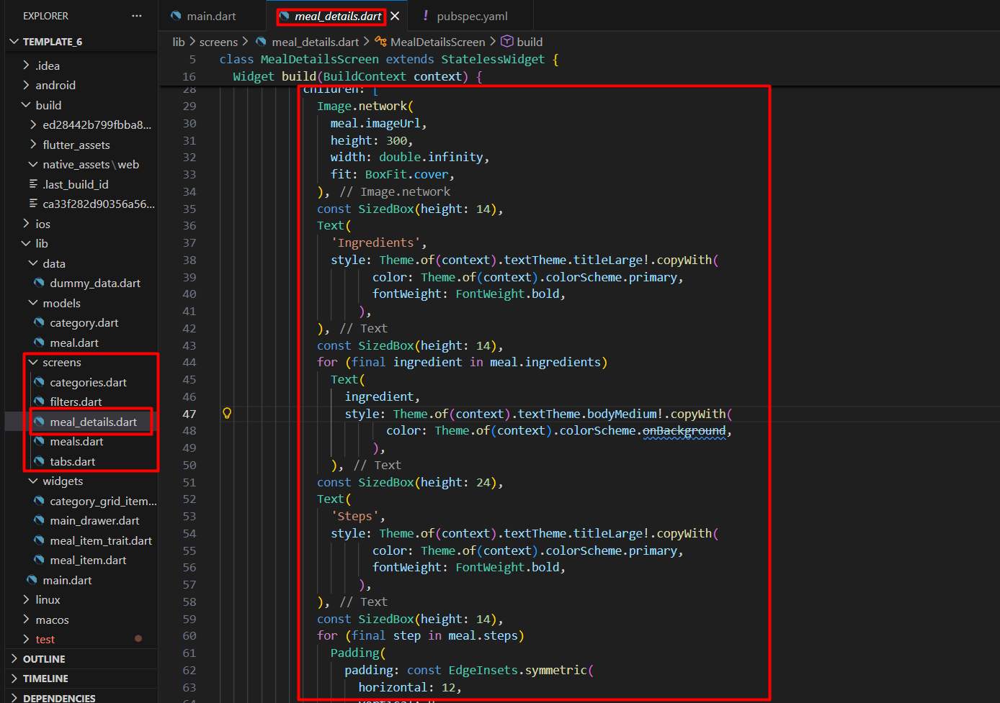 EXPLORER
TEMPLATE_6
.idea
android
build
ed28442b799fbba8...
flutter_assets
native_assets\web
.last_build_id
ca33f282d90356a56...
ios
lib
data
dummy_data.dart
models
category.dart
meal.dart
screens
categories.dart
filters.dart
meal_details.dart
meals.dart
tabs.dart
widgets
category_grid_item...
main_drawer.dart
meal_item_trait.dart
meal_item.dart
main.dart
linux
macos
test
OUTLINE
TIMELINE
DEPENDENCIES
main.dart
meal_details.dart
pubspec.yaml
lib > screens > meal_details.dart > MealDetailsScreen > build
5 class MealDetailsScreen extends StatelessWidget {
16 Widget build(BuildContext context) {
28 children: [
29 Image.network(
30 meal.imageUrl,
31 height: 300,
32 width: double.infinity,
33 fit: BoxFit.cover,
34 ), // Image.network
35 const SizedBox(height: 14),
36 Text(
37 'Ingredients',
38 style: Theme.of(context).textTheme.titleLarge!.copyWith(
39 color: Theme.of(context).colorScheme.primary,
40 fontWeight: FontWeight.bold,
41 ),
42 ), // Text
43 const SizedBox(height: 14),
44 for (final ingredient in meal.ingredients)
45 Text(
46 ingredient,
47 style: Theme.of(context).textTheme.bodyMedium!.copyWith(
48 color: Theme.of(context).colorScheme.onBackground,
49 ),
50 ), // Text
51 const SizedBox(height: 24),
52 Text(
53 'Steps',
54 style: Theme.of(context).textTheme.titleLarge!.copyWith(
55 color: Theme.of(context).colorScheme.primary,
56 fontWeight: FontWeight.bold,
57 ),
58 ), // Text
59 const SizedBox(height: 14),
60 for (final step in meal.steps)
61 Padding(
62 padding: const EdgeInsets.symmetric(
63 horizontal: 12,